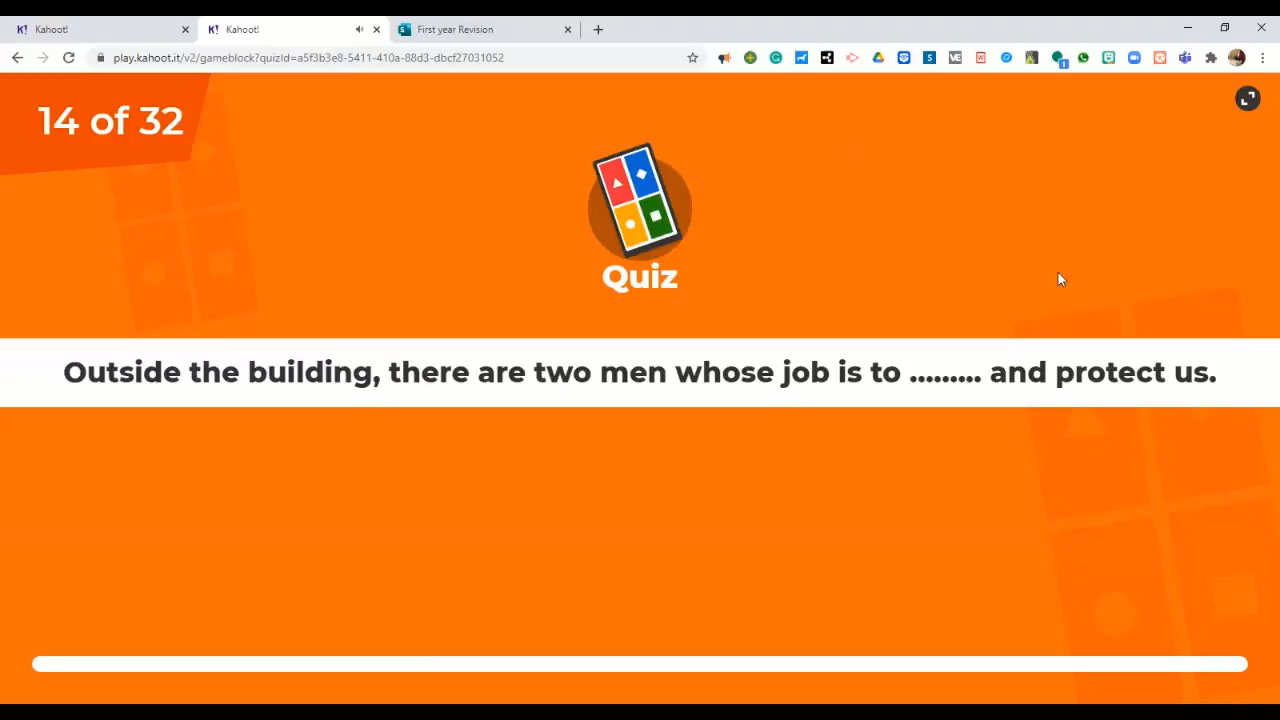 Kahoot!
Kahoot!
First year Revision
play.kahoot.it/v2/gameblock?quizId=a5f3b3e8-5411-410a-88d3-dbcf27031052
14 of 32
Quiz
Outside the building, there are two men whose job is to ......... and protect us.